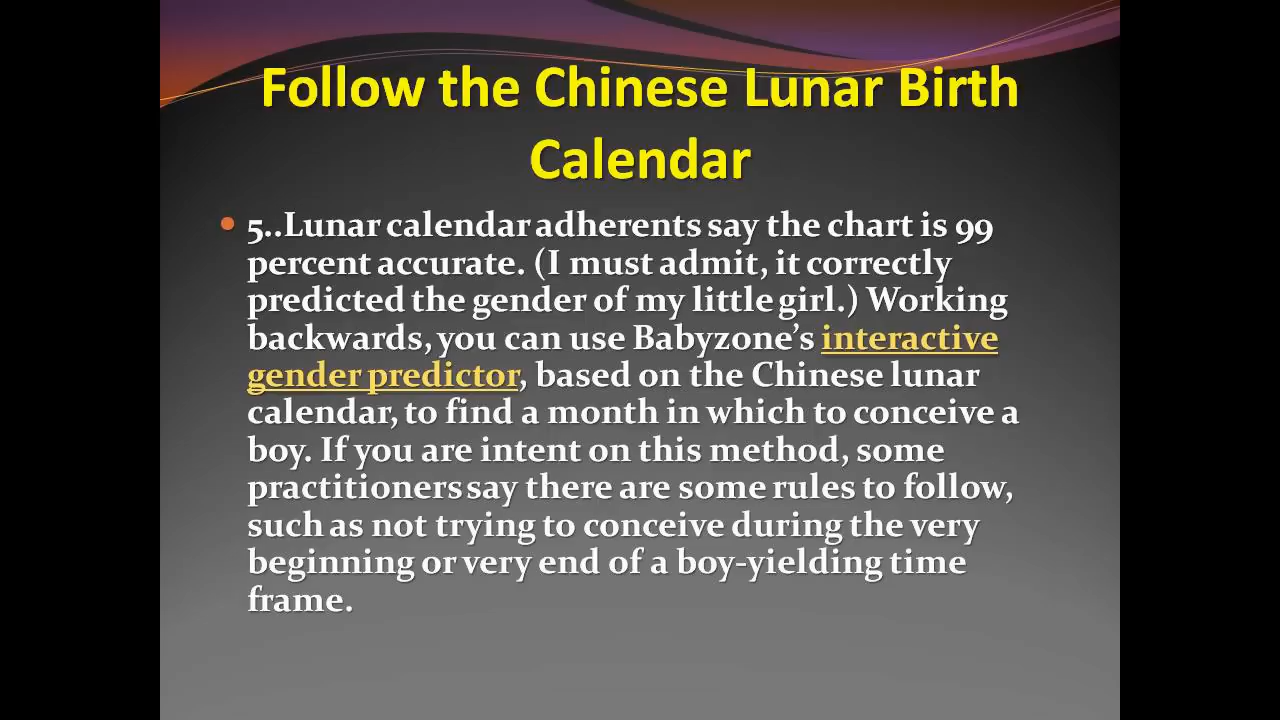 Follow the Chinese Lunar Birth
Calendar
5..Lunar calendar adherents say the chart is 99
percent accurate. (I must admit, it correctly
predicted the gender of my little girl.) Working
backwards, you can use Babyzone’s interactive
gender predictor, based on the Chinese lunar
calendar, to find a month in which to conceive a
boy. If you are intent on this method, some
practitioners say there are some rules to follow,
such as not trying to conceive during the very
beginning or very end of a boy-yielding time
frame.